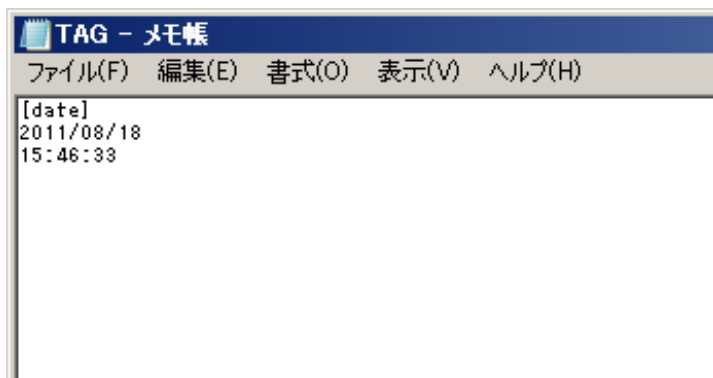 TAG - メモ帳
ファイル(F) 編集(E) 書式(O) 表示(V) ヘルプ(H)
[date]
2011/08/18
15:46:33